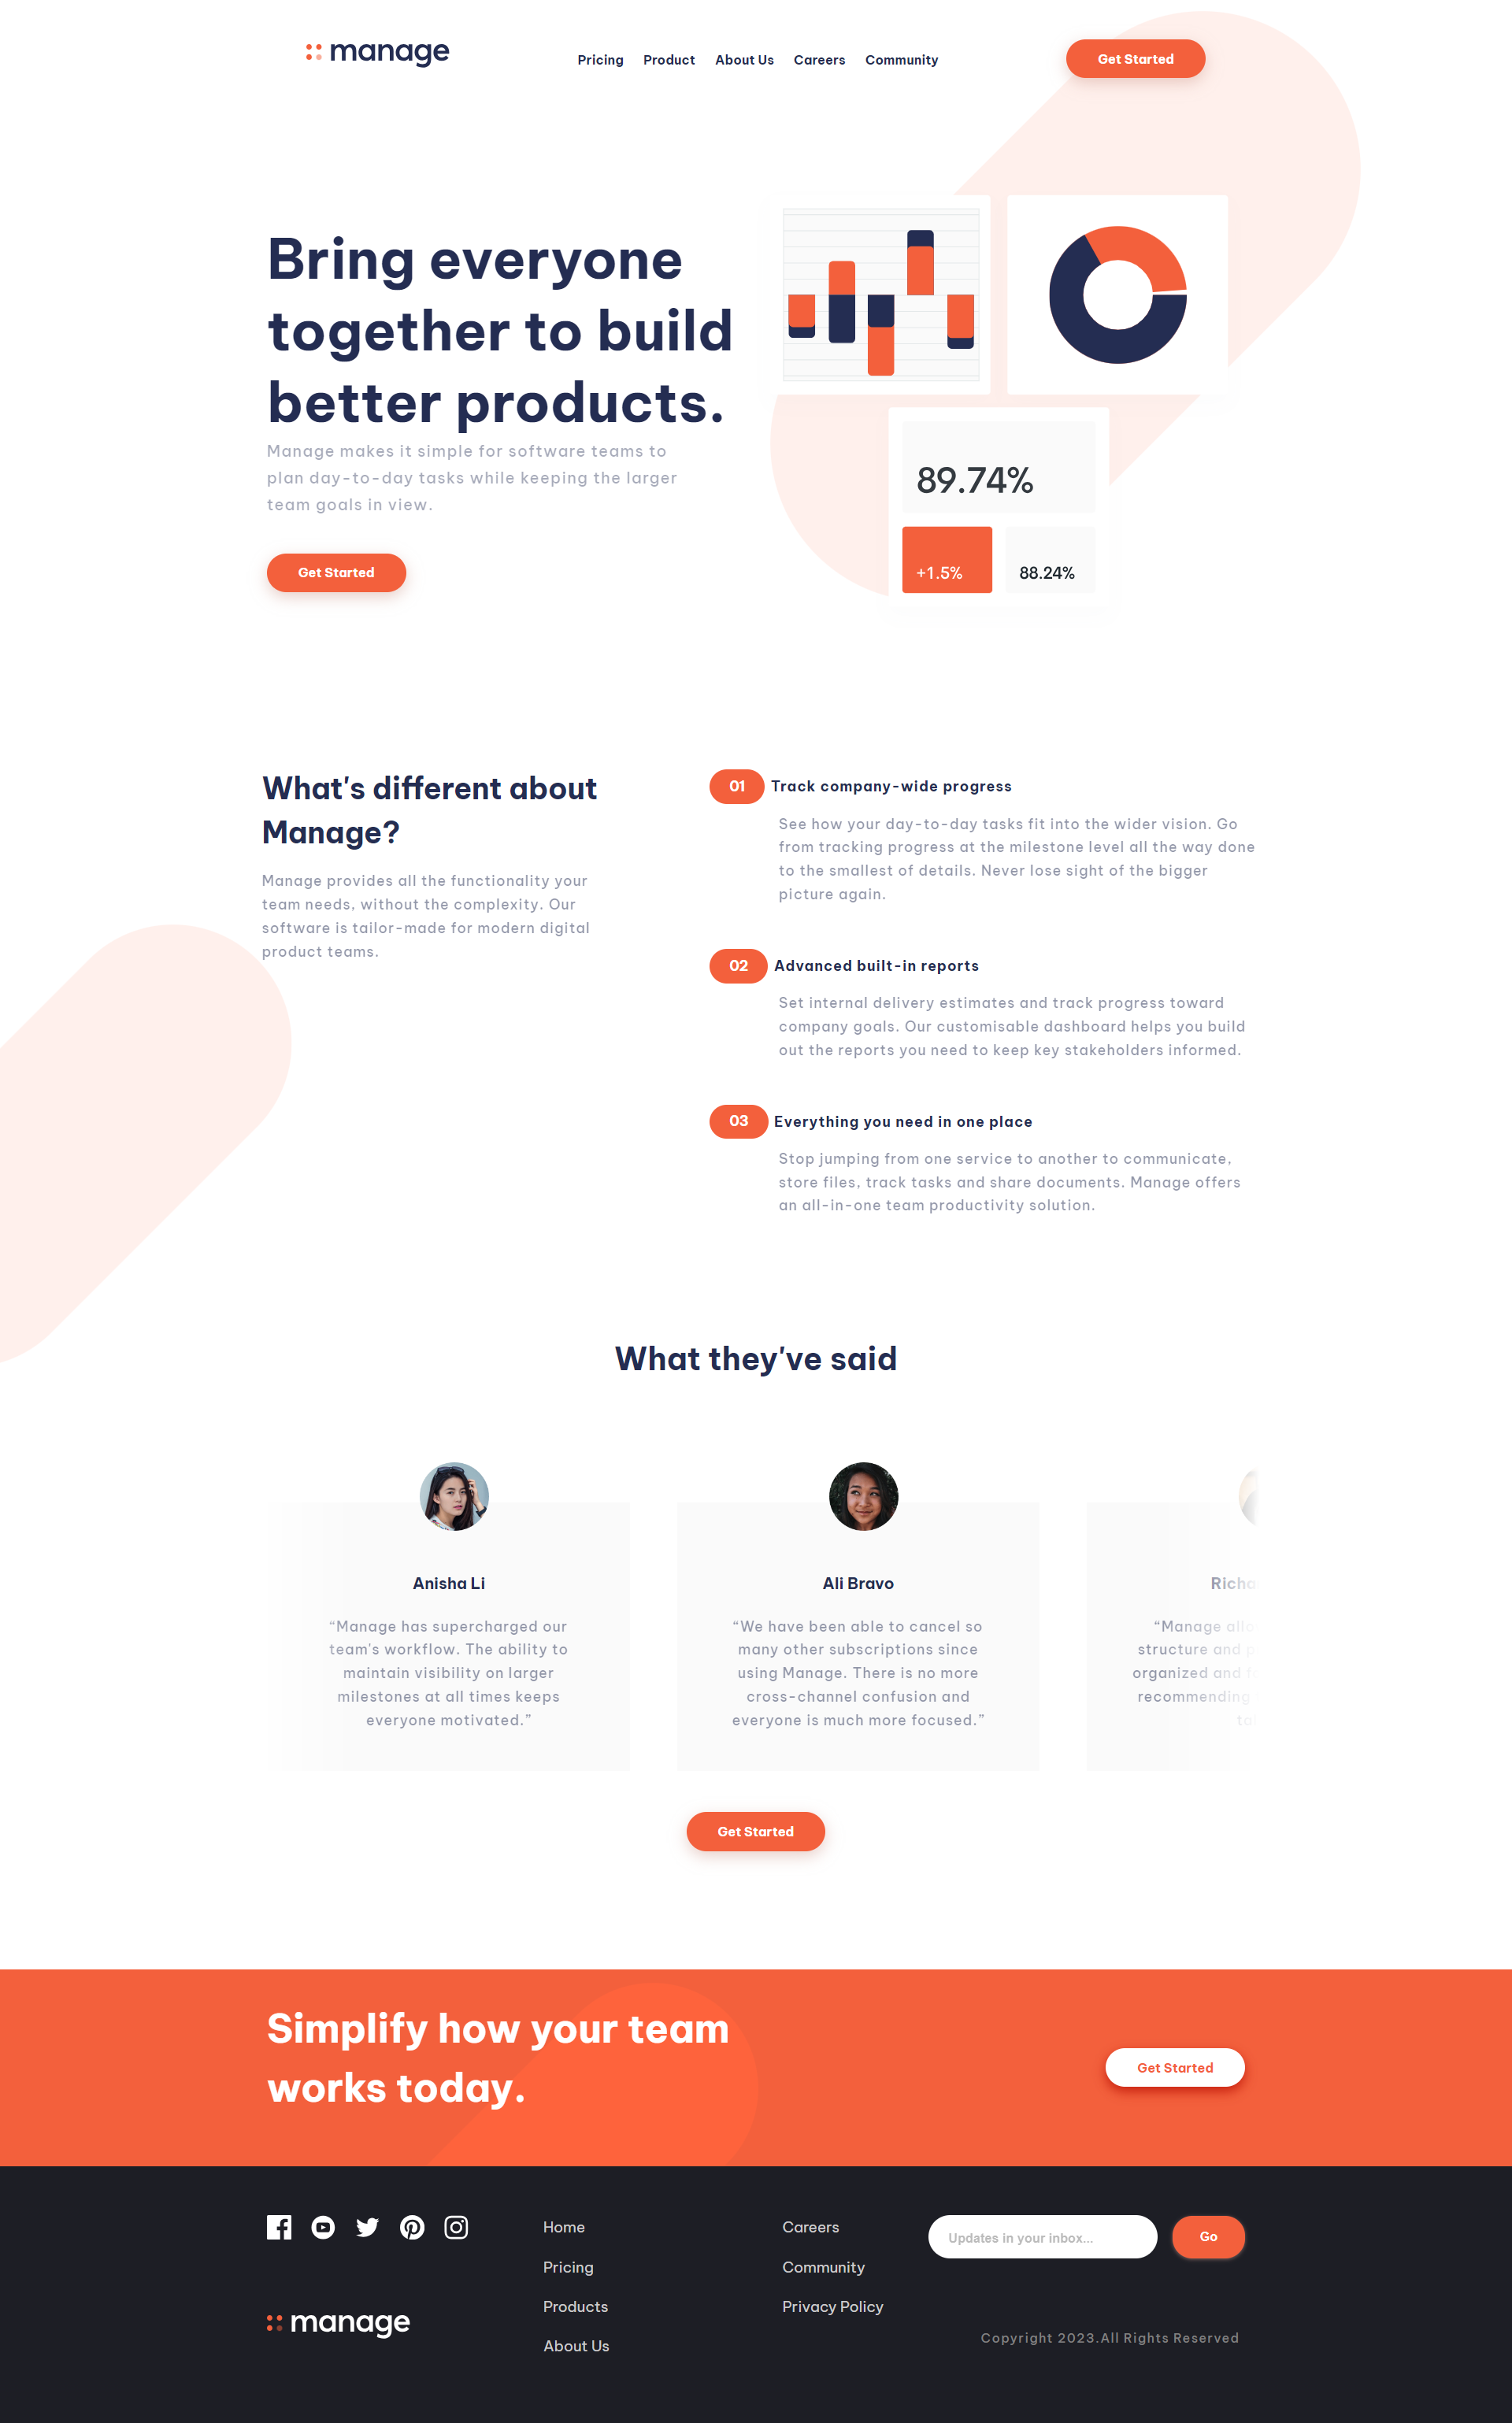 manage
Pricing Product About Us Careers Community
Get Started
Bring everyone
together to build
better products.
Manage makes it simple for software teams to
plan day-to-day tasks while keeping the larger
team goals in view.
Get Started
89.74%
+1.5%
88.24%
What's different about
Manage?
Manage provides all the functionality your
team needs, without the complexity. Our
software is tailor-made for modern digital
product teams.
01 Track company-wide progress
See how your day-to-day tasks fit into the wider vision. Go
from tracking progress at the milestone level all the way done
to the smallest of details. Never lose sight of the bigger
picture again.
02 Advanced built-in reports
Set internal delivery estimates and track progress toward
company goals. Our customisable dashboard helps you build
out the reports you need to keep key stakeholders informed.
03 Everything you need in one place
Stop jumping from one service to another to communicate,
store files, track tasks and share documents. Manage offers
an all-in-one team productivity solution.
What they've said
Anisha Li
“Manage has supercharged our
team's workflow. The ability to
maintain visibility on larger
milestones at all times keeps
everyone motivated.”
Ali Bravo
“We have been able to cancel so
many other subscriptions since
using Manage. There is no more
cross-channel confusion and
everyone is much more focused.”
“Manage
structure and
organized and
recommending
Get Started
Simplify how your team
works today.
Get Started
Home
Pricing
Products
About Us
Careers
Community
Privacy Policy
Updates in your inbox...
Go
manage
Copyright 2023.All Rights Reserved